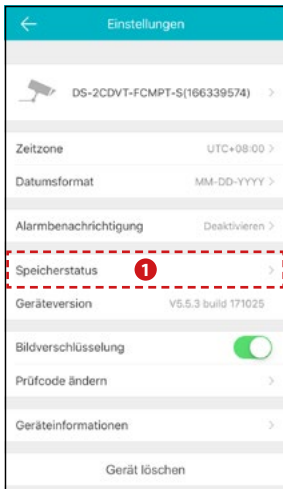 Einstellungen
DS-2CDVT-FCMPT-S(166339574)
Zeitzone UTC+08:00
Datumsformat MM-DD-YYYY
Alarmbenachrichtigung Deaktivieren
Speicherstatus 1
Geräteversion V5.5.3 build 171025
Bildverschlüsselung
Prüfcode ändern
Geräteinformationen
Gerät löschen